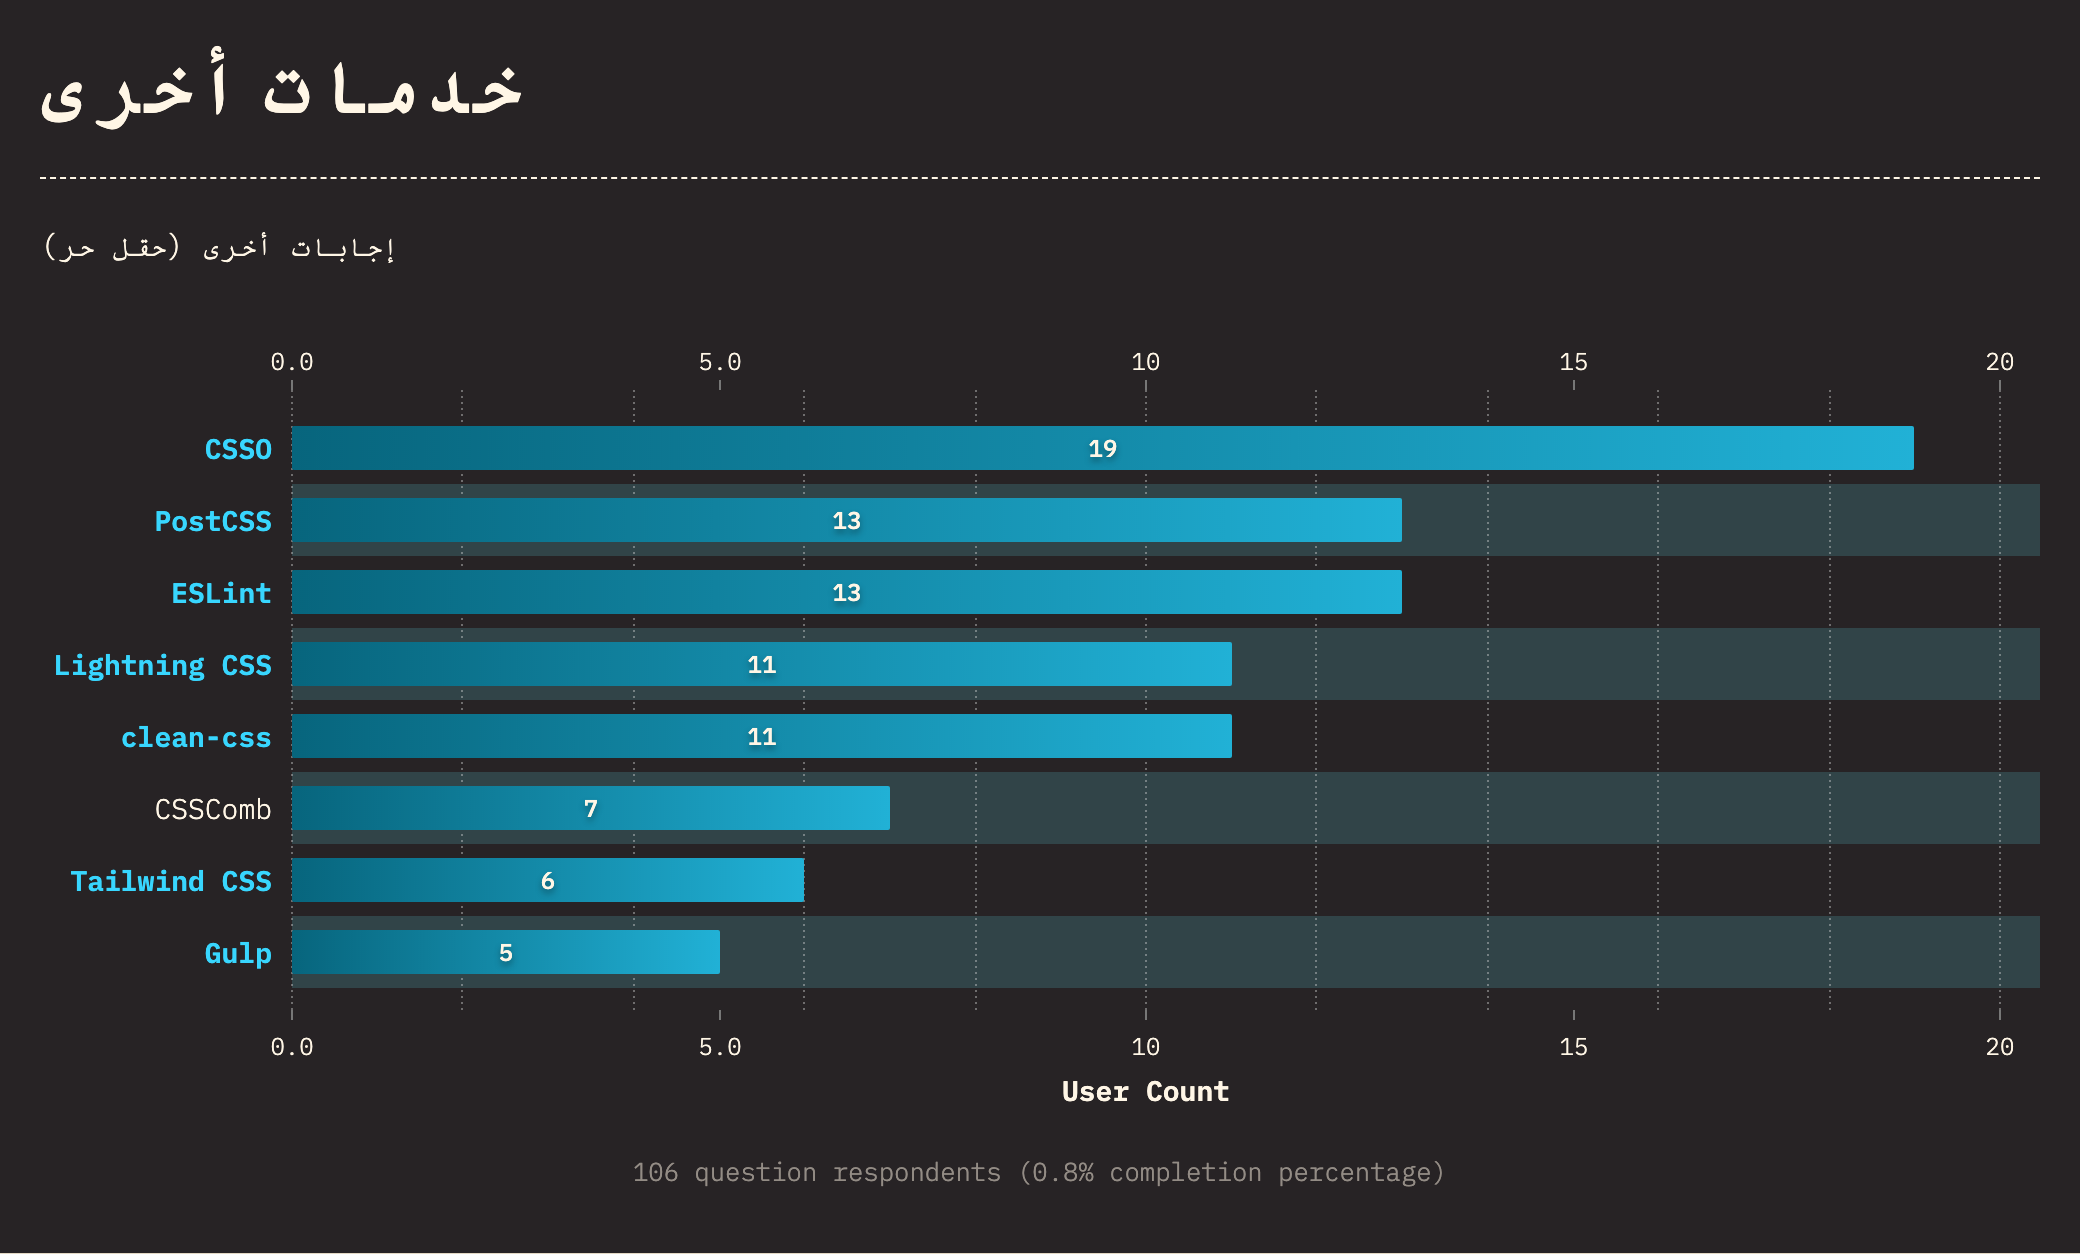 خدمات أخرى
إجابات أخرى (حقل حر)
0.0 5.0 10 15 20
CSSO 19
PostCSS 13
ESLint 13
Lightning CSS 11
clean-css 11
CSSComb 7
Tailwind CSS 6
Gulp 5
0.0 5.0 10 15 20
User Count
106 question respondents (0.8% completion percentage)